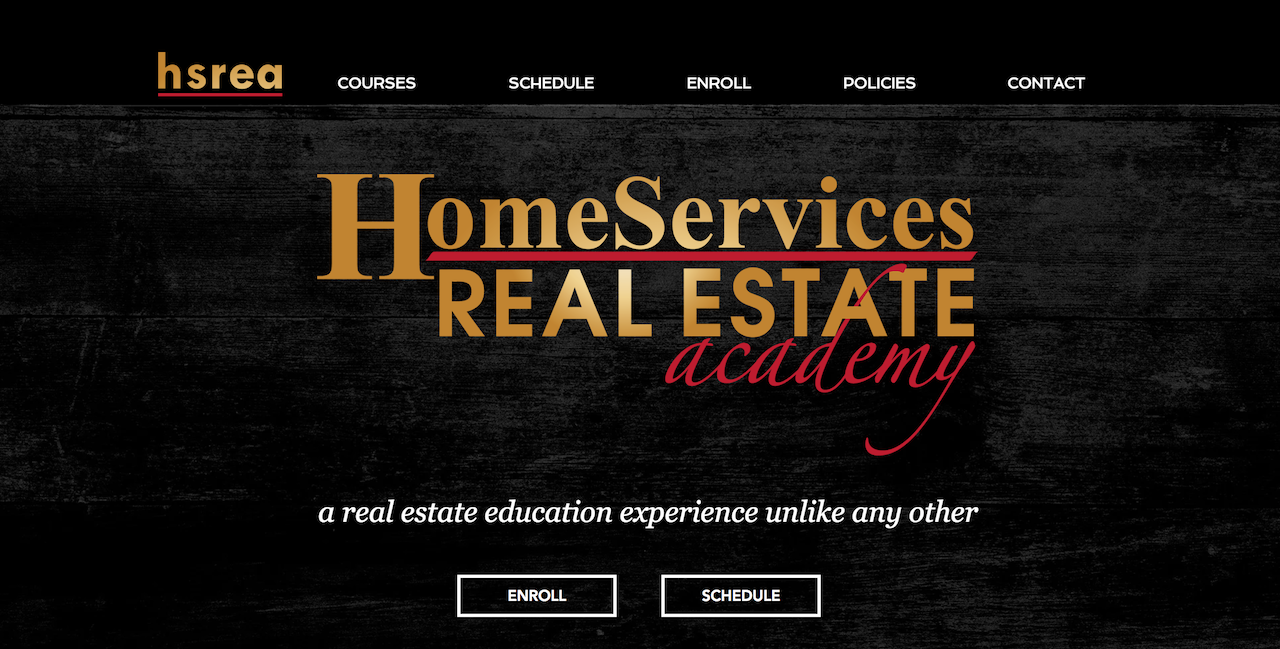 hsrea
COURSES SCHEDULE ENROLL POLICIES CONTACT
HomeServices
REAL ESTATE
academy
a real estate education experience unlike any other
ENROLL SCHEDULE